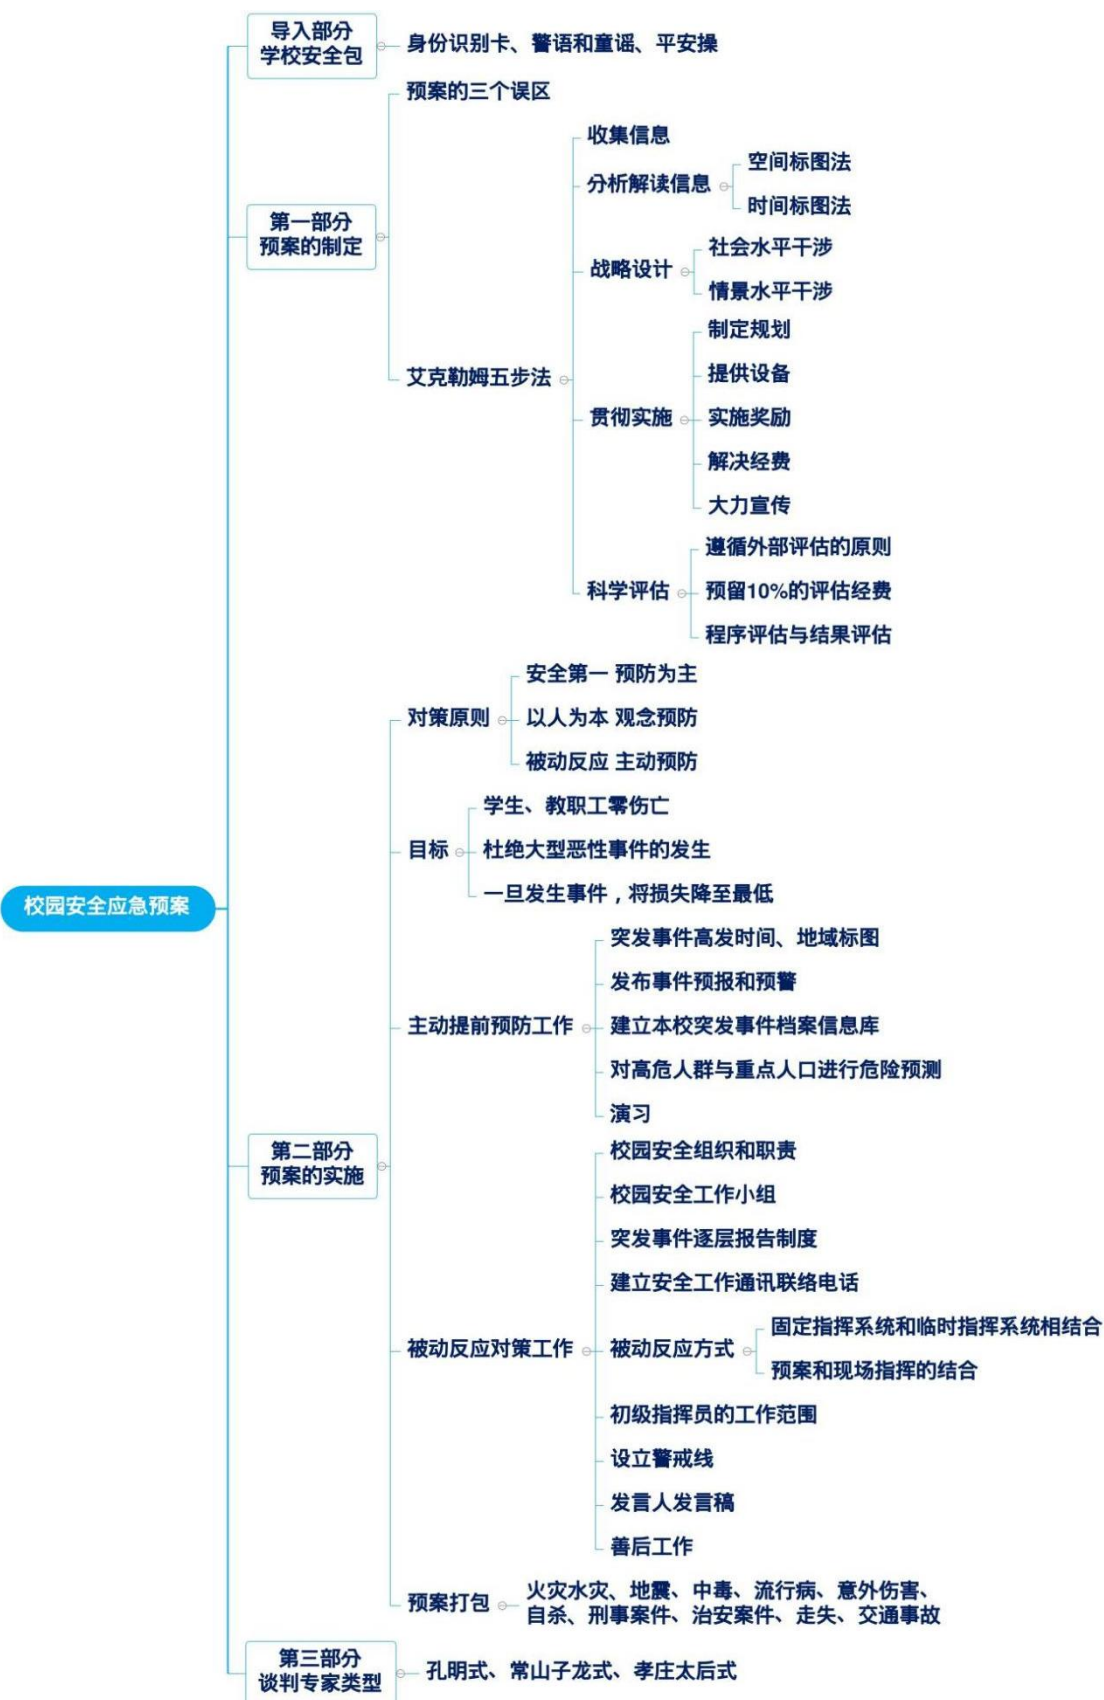 导入部分
学校安全包
身份识别卡、警语和童谣、平安操
预案的三个误区
收集信息
空间标图法
分析解读信息
时间标图法
第一部分
预案的制定
社会水平干涉
战略设计
情景水平干涉
制定规划
提供设备
艾克勒姆五步法
贯彻实施
实施奖励
解决经费
大力宣传
遵循外部评估的原则
科学评估
预留10%的评估经费
程序评估与结果评估
安全第一 预防为主
对策原则
以人为本 观念预防
被动反应 主动预防
学生、教职工零伤亡
目标
杜绝大型恶性事件的发生
一旦发生事件，将损失降至最低
校园安全应急预案
突发事件高发时间、地域标图
发布事件预报和预警
主动提前预防工作
建立本校突发事件档案信息库
对高危人群与重点人口进行危险预测
演习
第二部分
预案的实施
校园安全组织和职责
校园安全工作小组
突发事件逐层报告制度
建立安全工作通讯联络电话
固定指挥系统和临时指挥系统相结合
被动反应对策工作
被动反应方式
预案和现场指挥的结合
初级指挥员的工作范围
设立警戒线
发言人发言稿
善后工作
预案打包
火灾水灾、地震、中毒、流行病、意外伤害、
自杀、刑事案件、治安案件、走失、交通事故
第三部分
谈判专家类型
孔明式、常山子龙式、孝庄太后式